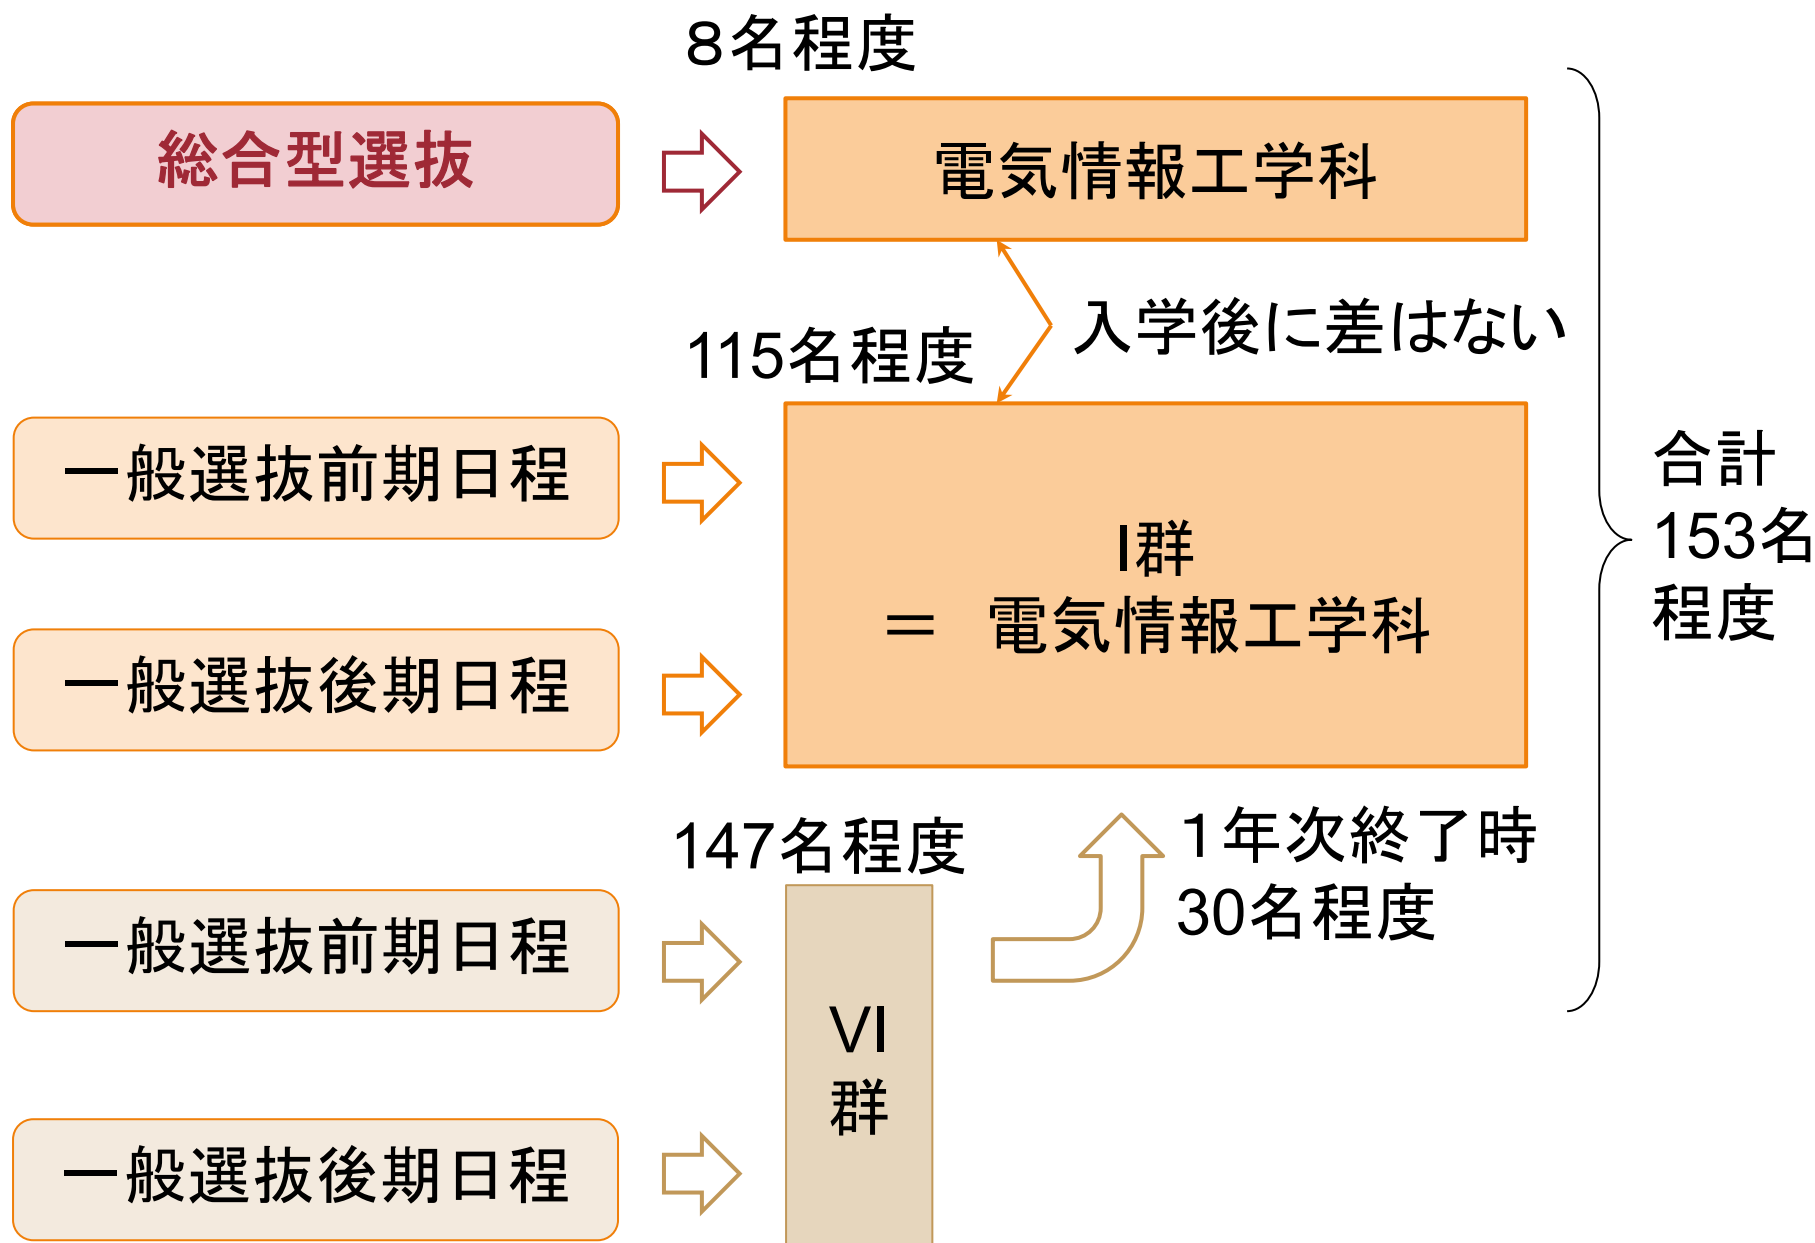 8名程度
総合型選抜
電気情報工学科
入学後に差はない
115名程度
一般選抜前期日程
I群
＝ 電気情報工学科
一般選抜後期日程
合計
153名
程度
147名程度
１年次終了時
30名程度
一般選抜前期日程
VI
群
一般選抜後期日程